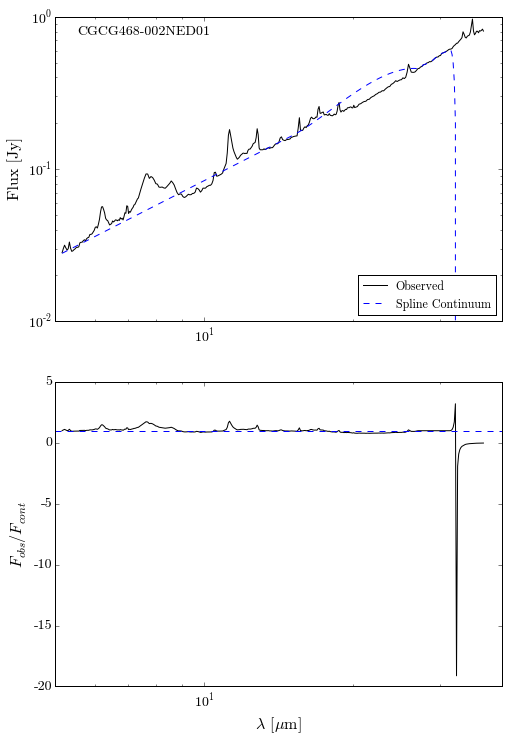 10^0
CGCG468-002NED01
10^-1
Flux [Jy]
Observed
Spline Continuum
10^-2
10^1
5
0
-5
-10
-15
-20
F_obs/F_cont
10^1
λ [μm]